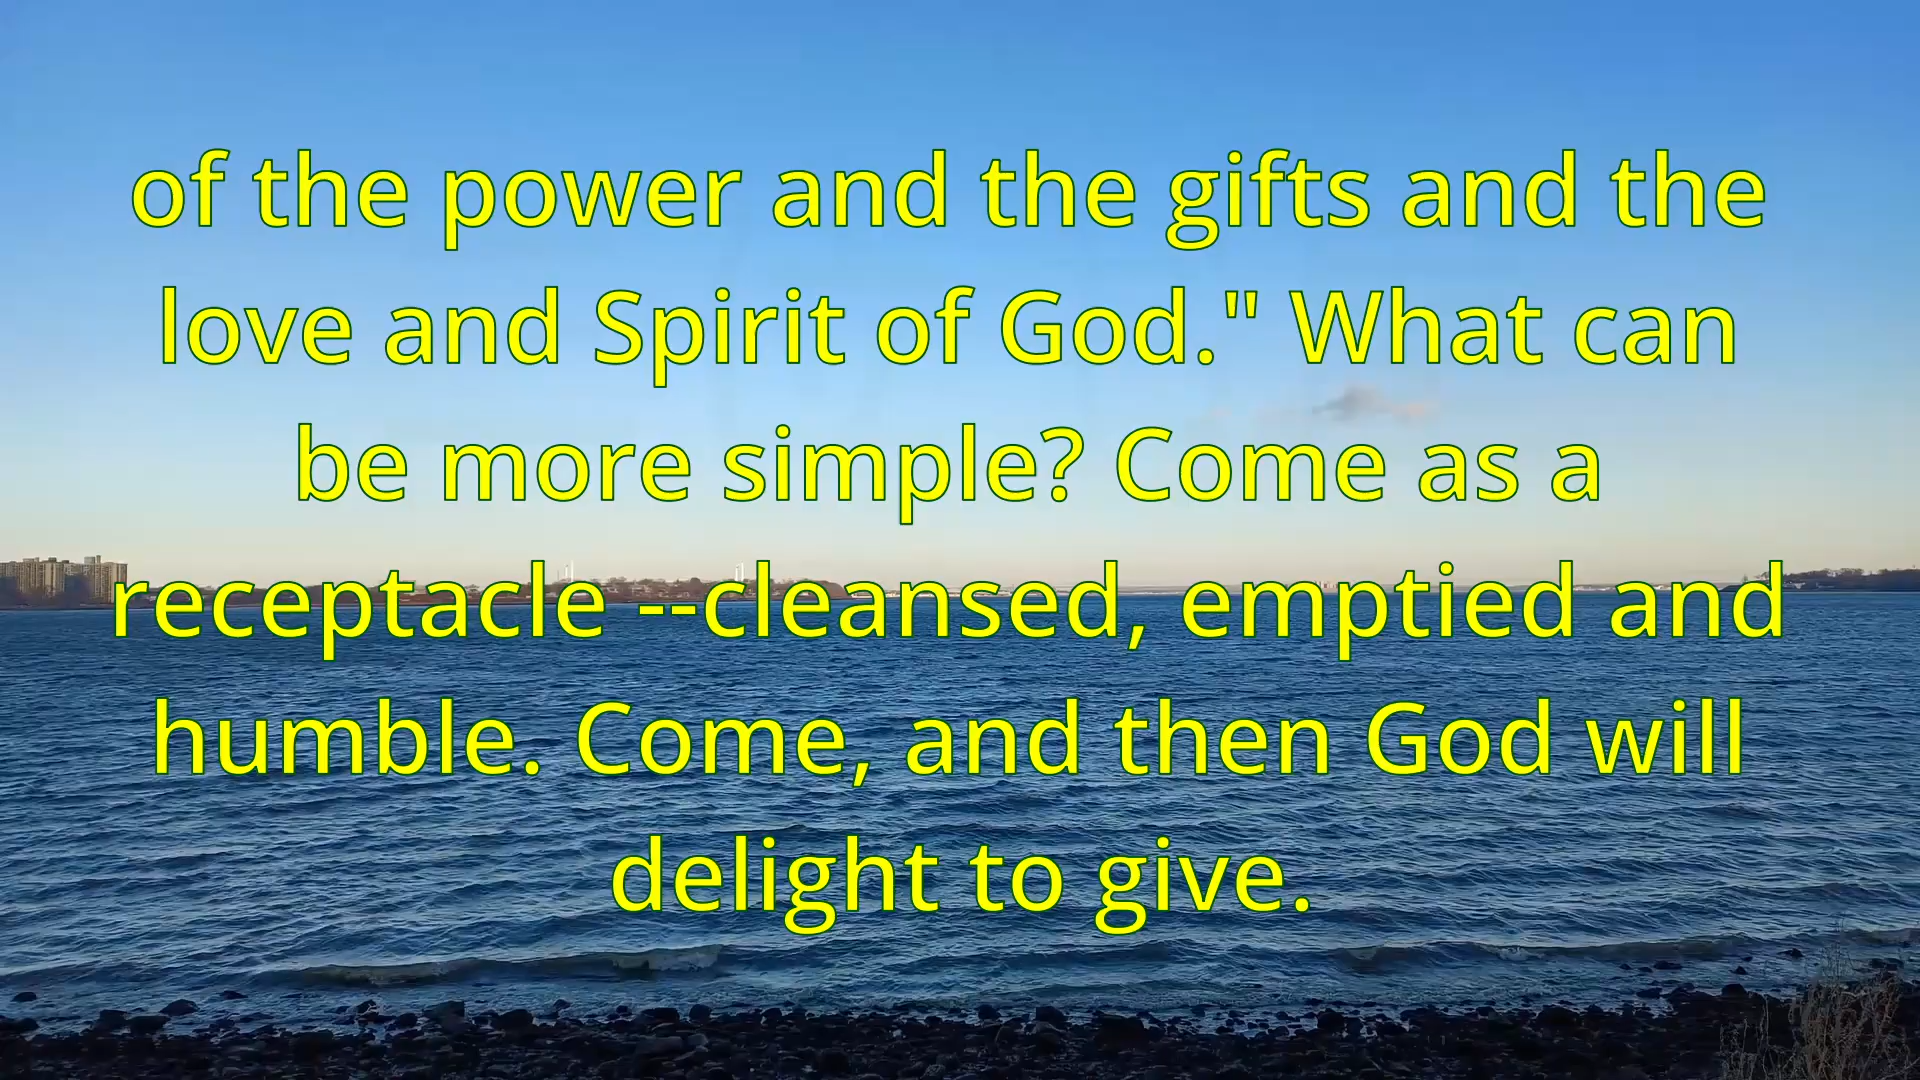 of the power and the gifts and the
love and Spirit of God." What can
be more simple? Come as a
receptacle --cleansed, emptied and
humble. Come, and then God will
delight to give.